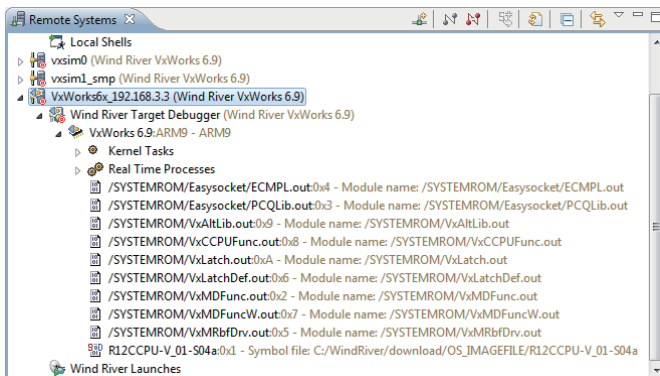 Remote Systems
Local Shells
vxsim0 (Wind River VxWorks 6.9)
vxsim1_smp (Wind River VxWorks 6.9)
VxWorks6x_192.168.3.3 (Wind River VxWorks 6.9)
Wind River Target Debugger (Wind River VxWorks 6.9)
VxWorks 6.9:ARM9 - ARM9
Kernel Tasks
Real Time Processes
/SYSTEMROM/Easysocket/ECMPL.out:0x4 - Module name: /SYSTEMROM/Easysocket/ECMPL.out
/SYSTEMROM/Easysocket/PCQLib.out:0x3 - Module name: /SYSTEMROM/Easysocket/PCQLib.out
/SYSTEMROM/VxAltLib.out:0x9 - Module name: /SYSTEMROM/VxAltLib.out
/SYSTEMROM/VxCCPUFunc.out:0x8 - Module name: /SYSTEMROM/VxCCPUFunc.out
/SYSTEMROM/VxLatch.out:0xA - Module name: /SYSTEMROM/VxLatch.out
/SYSTEMROM/VxLatchDef.out:0x6 - Module name: /SYSTEMROM/VxLatchDef.out
/SYSTEMROM/VxMDFunc.out:0x2 - Module name: /SYSTEMROM/VxMDFunc.out
/SYSTEMROM/VxMDFuncW.out:0x7 - Module name: /SYSTEMROM/VxMDFuncW.out
/SYSTEMROM/VxMRbfDrv.out:0x5 - Module name: /SYSTEMROM/VxMRbfDrv.out
R12CCPU-V_01-S04a:0x1 - Symbol file: C:/WindRiver/download/OS_IMAGEFILE/R12CCPU-V_01-S04a
Wind River Launches